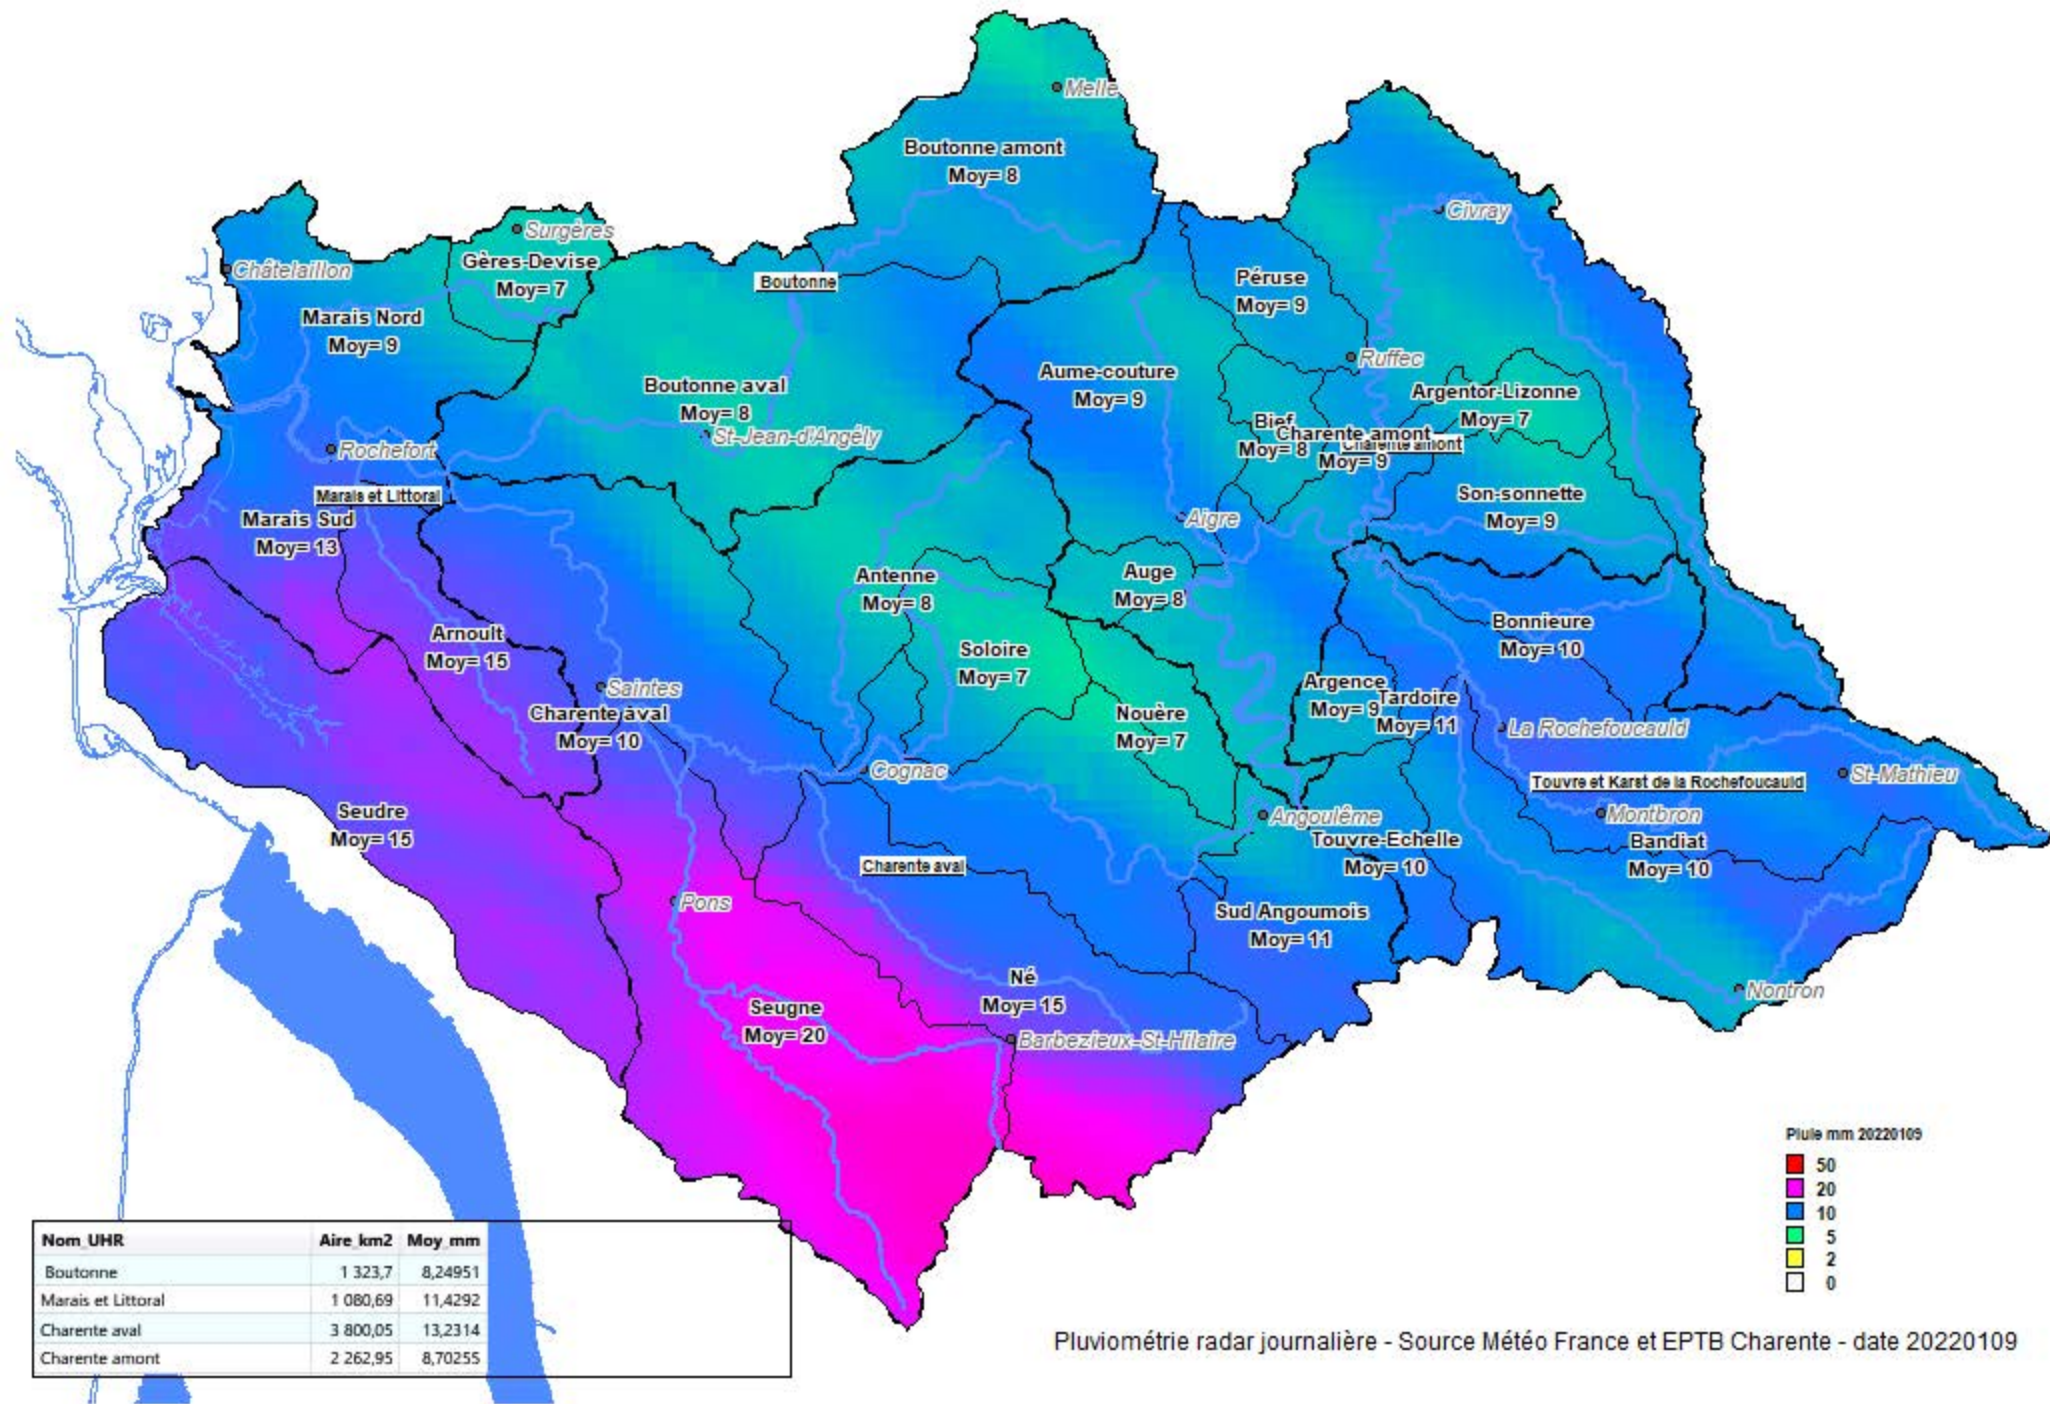 Melle
Boutonne amont
Moy= 8
Civray
Surgères
Gères-Devise
Moy= 7
Châtelaillon
Boutonne
Péruse
Moy= 9
Marais Nord
Moy= 9
Ruffec
Aume-couture
Moy= 9
Boutonne aval
Moy= 8
St-Jean-d'Angély
Argentor-Lizonne
Moy= 7
Bief
Moy= 8
Charente amont
Moy= 9
Charente amont
Rochefort
Marais et Littoral
Son-sonnette
Moy= 9
Marais Sud
Moy= 13
Aigre
Antenne
Moy= 8
Auge
Moy= 8
Bonnieure
Moy= 10
Arnoult
Moy= 15
Soloire
Moy= 7
Saintes
Charente aval
Moy= 10
Argence
Moy= 9
Tardoire
Moy= 11
Nouère
Moy= 7
La Rochefoucauld
Cognac
Touvre et Karst de la Rochefoucauld
St-Mathieu
Seudre
Moy= 15
Angoulême
Montbron
Touvre-Echelle
Moy= 10
Bandiat
Moy= 10
Charente aval
Pons
Sud Angoumois
Moy= 11
Né
Moy= 15
Nontron
Seugne
Moy= 20
Barbezieux-St-Hilaire
Pluie mm 20220109
50
20
10
5
2
0
Nom_UHR Aire_km2 Moy_mm
Boutonne 1 323,7 8,24951
Marais et Littoral 1 080,69 11,4292
Charente aval 3 800,05 13,2314
Charente amont 2 262,95 8,70255
Pluviométrie radar journalière - Source Météo France et EPTB Charente - date 20220109